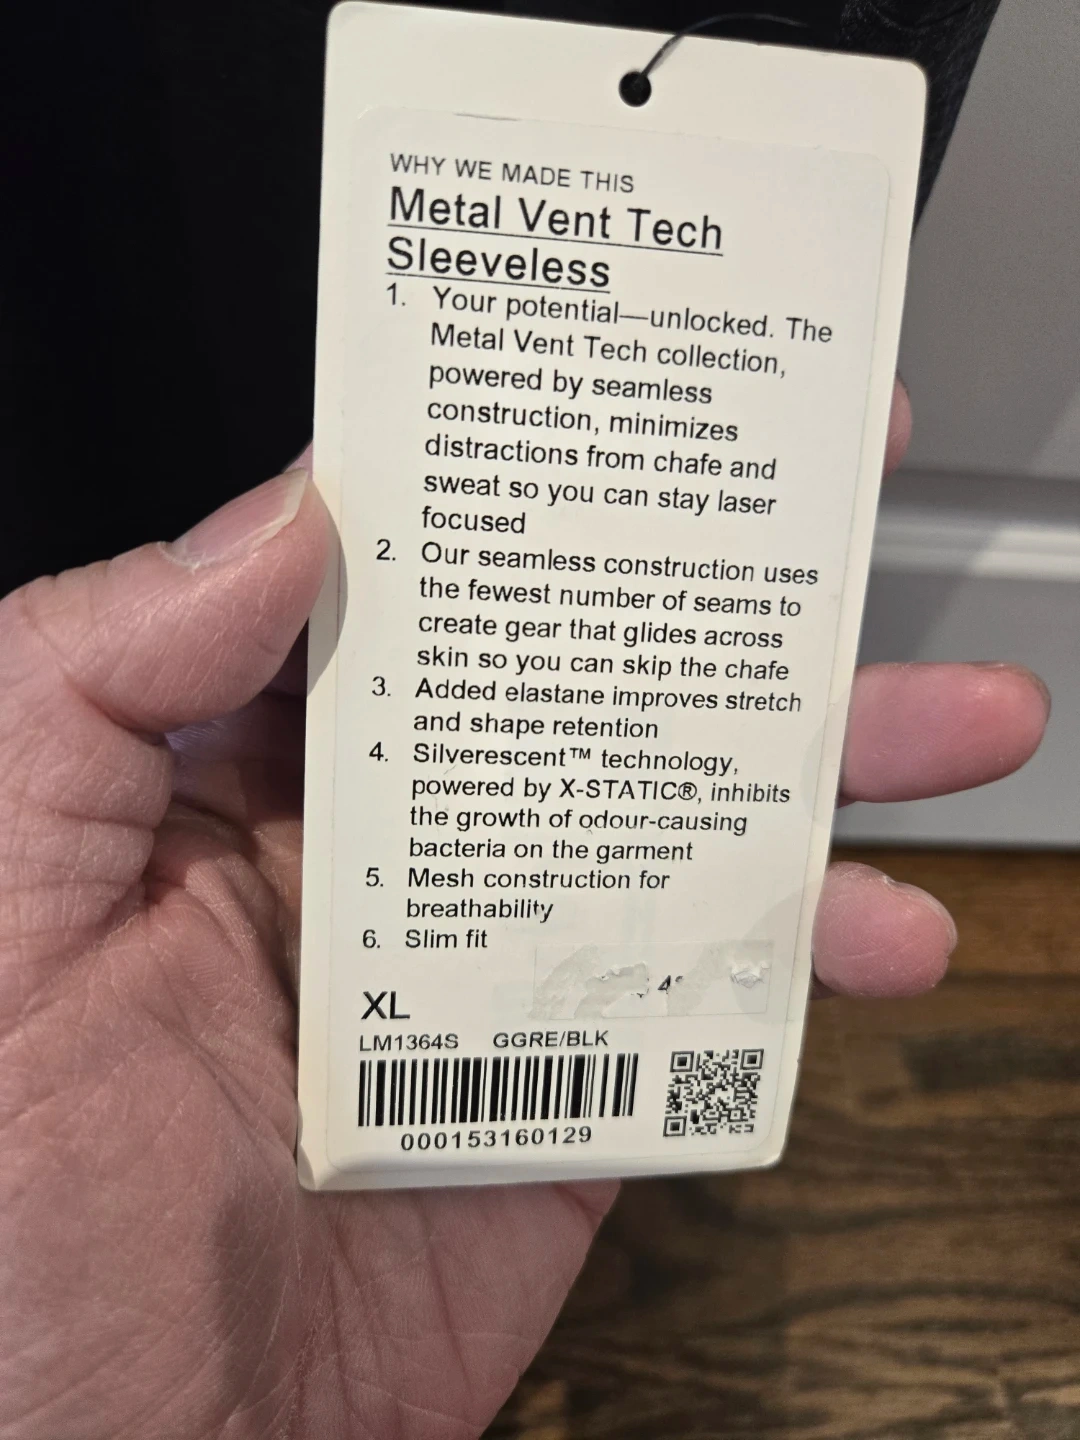 WHY WE MADE THIS
Metal Vent Tech
Sleeveless
1. Your potential—unlocked. The
Metal Vent Tech collection,
powered by seamless
construction, minimizes
distractions from chafe and
sweat so you can stay laser
focused
2. Our seamless construction uses
the fewest number of seams to
create gear that glides across
skin so you can skip the chafe
3. Added elastane improves stretch
and shape retention
4. Silverescent™ technology,
powered by X-STATIC®, inhibits
the growth of odour-causing
bacteria on the garment
5. Mesh construction for
breathability
6. Slim fit
XL
LM1364S GGRE/BLK
000153160129